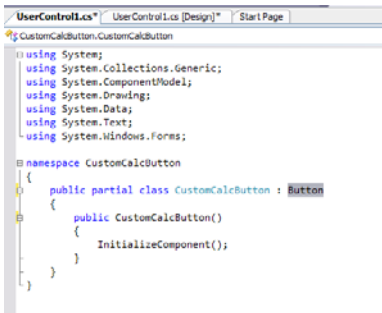 UserControl1.cs* UserControl1.cs [Design]* Start Page
CustomCalcButton.CustomCalcButton
using System;
using System.Collections.Generic;
using System.ComponentModel;
using System.Drawing;
using System.Data;
using System.Text;
using System.Windows.Forms;
namespace CustomCalcButton
{
public partial class CustomCalcButton : Button
{
public CustomCalcButton()
{
InitializeComponent();
}
}
}